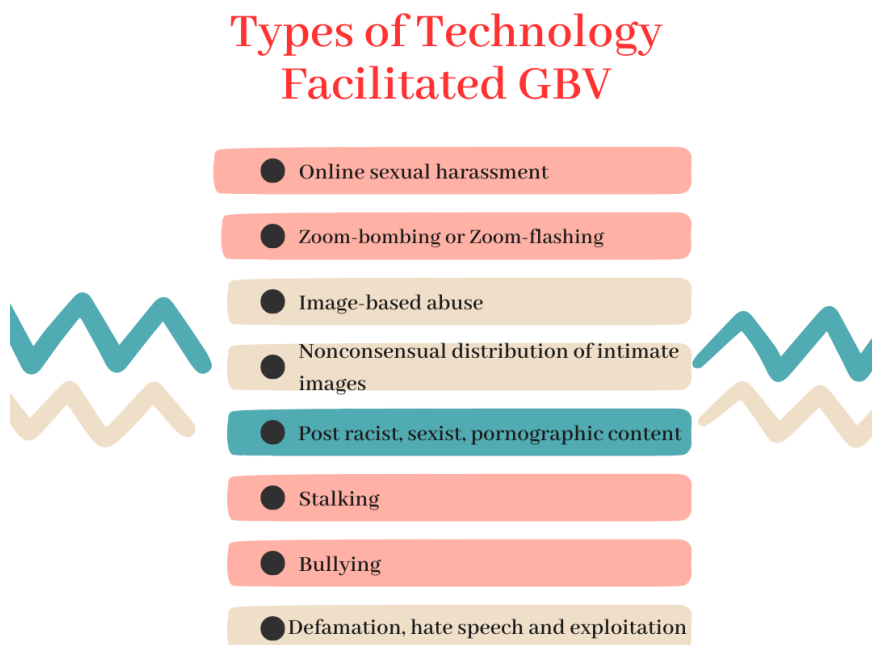 Types of Technology
Facilitated GBV
Online sexual harassment
Zoom-bombing or Zoom-flashing
Image-based abuse
Nonconsensual distribution of intimate
images
Post racist, sexist, pornographic content
Stalking
Bullying
Defamation, hate speech and exploitation